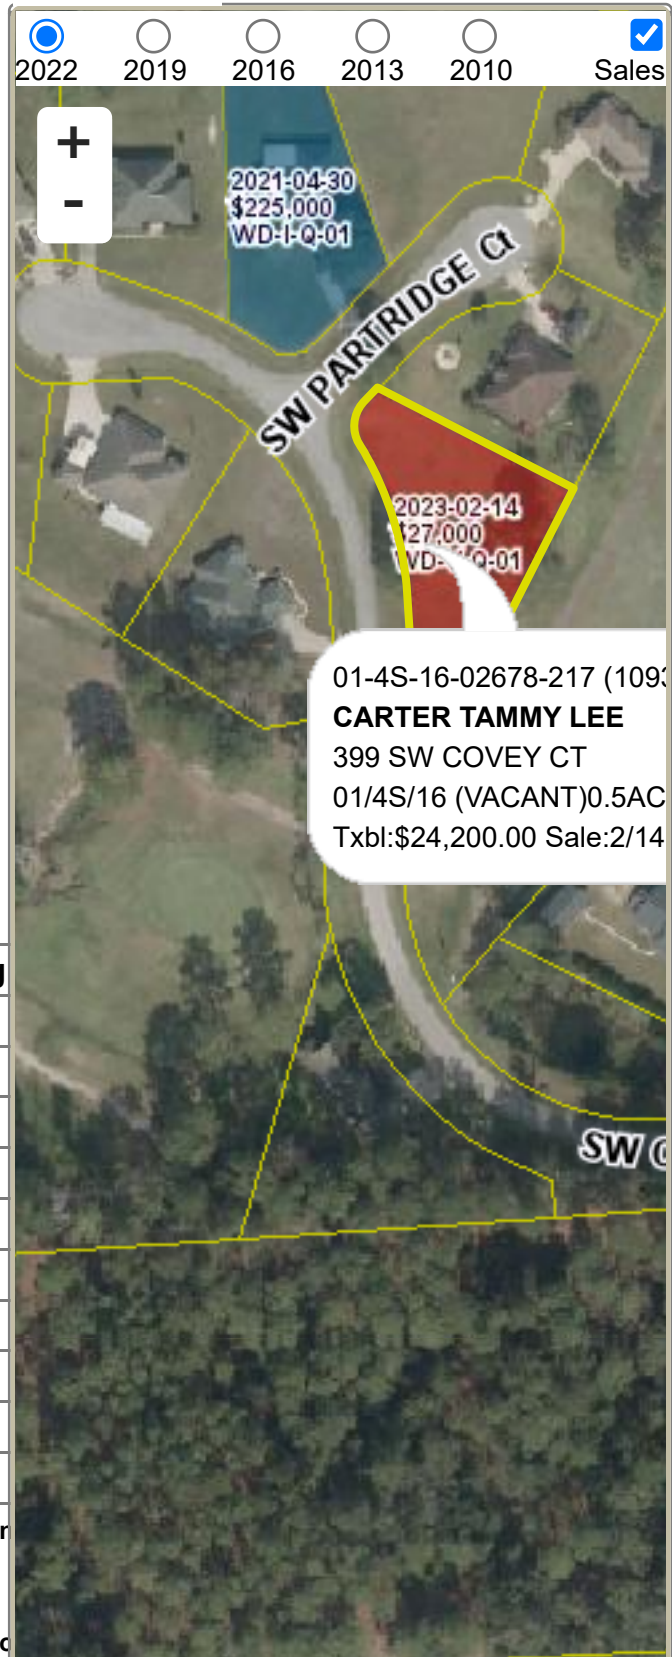 2022 2019 2016 2013 2010 Sales
+
-
2021-04-30
$225,000
WD-I-Q-01
SW PARTRIDGE Ct
2023-02-14
$27,000
01-4S-16-02678-217 (1093
CARTER TAMMY LEE
399 SW COVEY CT
01/4S/16 (VACANT)0.5AC
Txbl:$24,200.00 Sale:2/14
SW